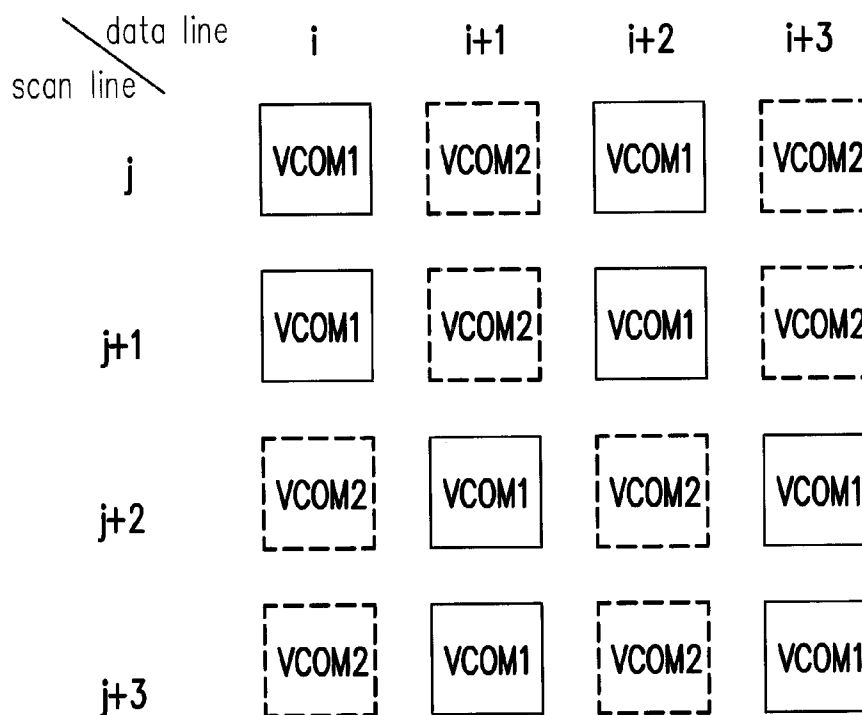 data line i i+1 i+2 i+3
scan line
j VCOM1 VCOM2 VCOM1 VCOM2
j+1 VCOM1 VCOM2 VCOM1 VCOM2
j+2 VCOM2 VCOM1 VCOM2 VCOM1
j+3 VCOM2 VCOM1 VCOM2 VCOM1